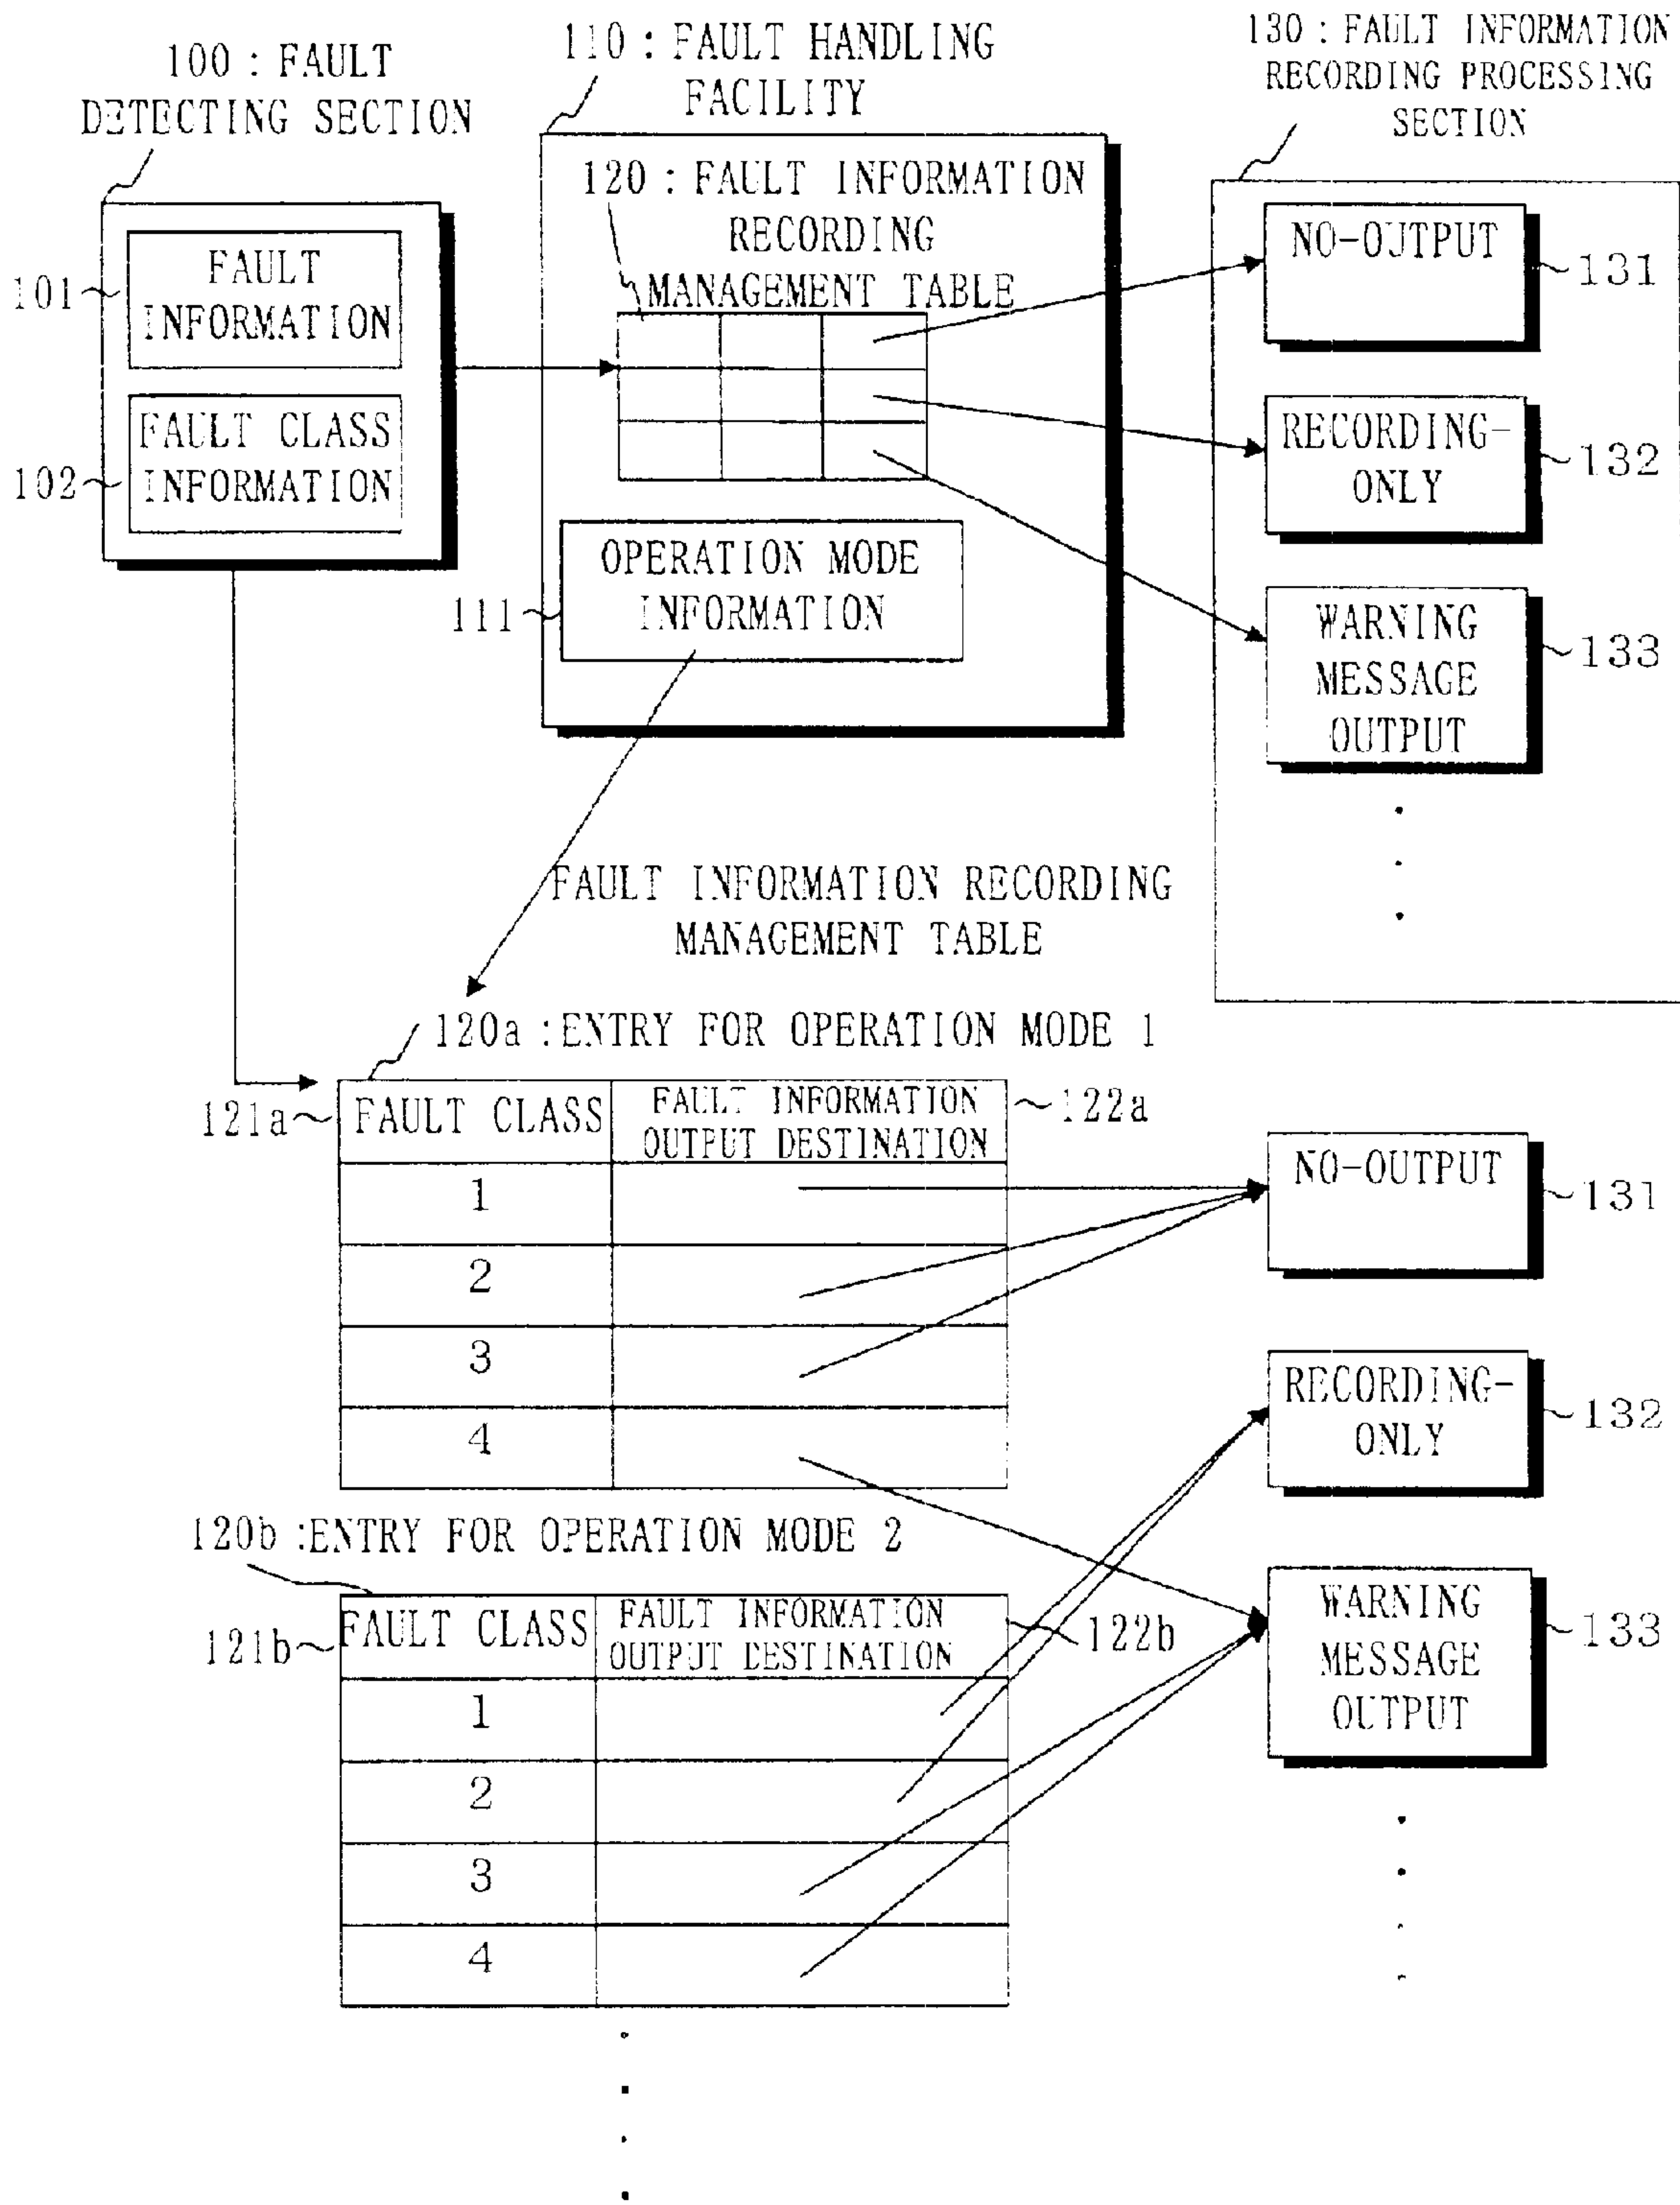 100 : FAULT
DETECTING SECTION
110 : FAULT HANDLING
FACILITY
130 : FAULT INFORMATION
RECORDING PROCESSING
SECTION
101
FAULT
INFORMATION
102
FAULT CLASS
INFORMATION
120 : FAULT INFORMATION
RECORDING
MANAGEMENT TABLE
111
OPERATION MODE
INFORMATION
NO-OUTPUT
131
RECORDING-
ONLY
132
WARNING
MESSAGE
OUTPUT
133
FAULT INFORMATION RECORDING
MANAGEMENT TABLE
120a : ENTRY FOR OPERATION MODE 1
121a
FAULT CLASS
FAULT INFORMATION
OUTPUT DESTINATION
122a
1
2
3
4
120b : ENTRY FOR OPERATION MODE 2
121b
FAULT CLASS
FAULT INFORMATION
OUTPUT DESTINATION
122b
1
2
3
4
NO-OUTPUT
131
RECORDING-
ONLY
132
WARNING
MESSAGE
OUTPUT
133